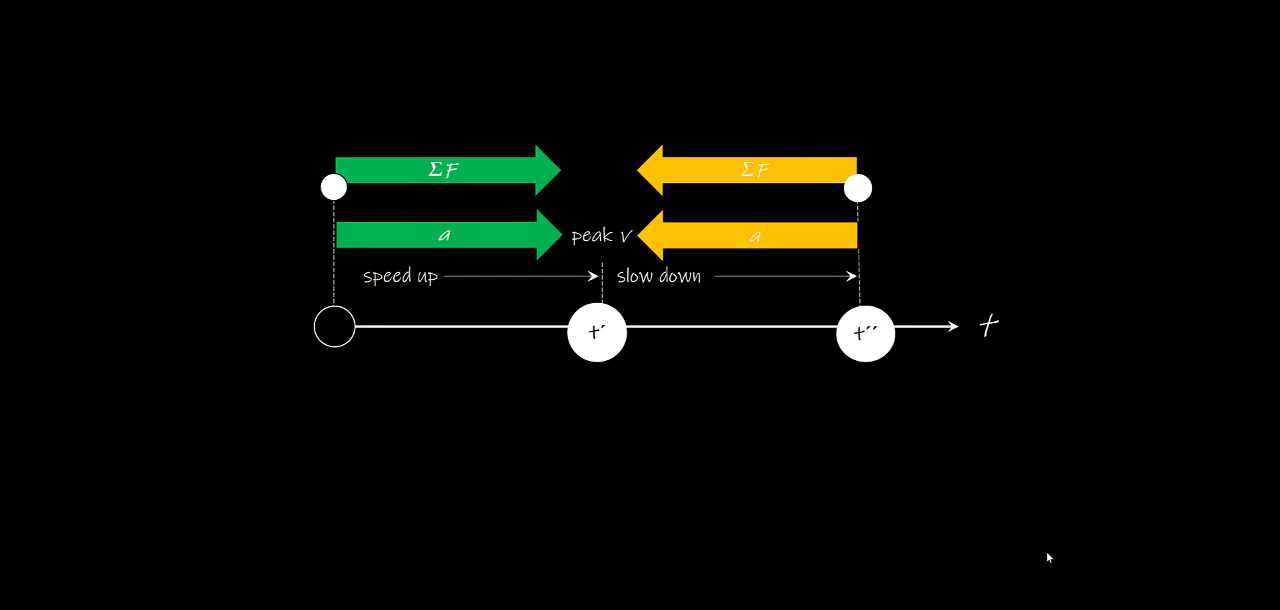 ΣF ΣF
a peak v a
speed up slow down
t′ t′′ t